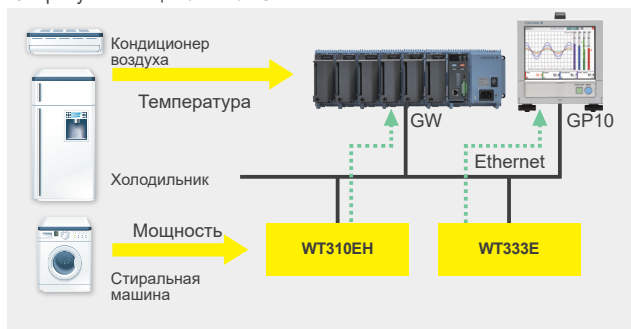 Кондиционер
воздуха
Температура
GW
GP10
Ethernet
Холодильник
Мощность
WT310EH
WT333E
Стиральная
машина